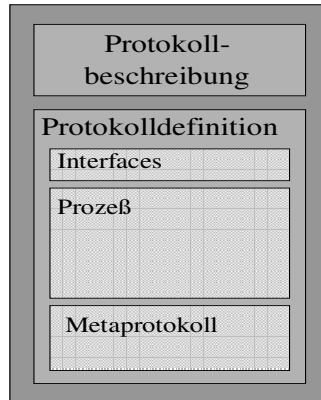 Protokoll-
beschreibung
Protokolldefinition
Interfaces
Prozeß
Metaprotokoll